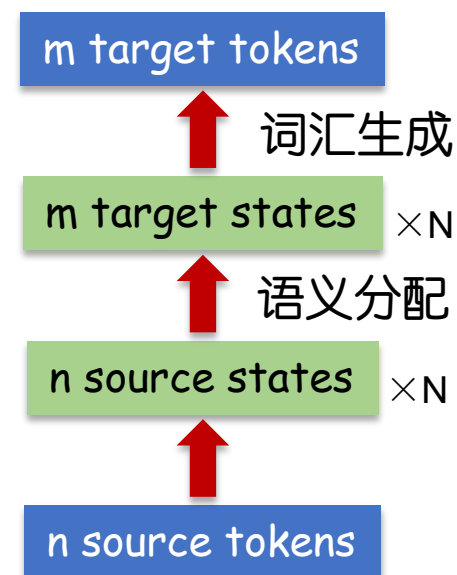 m target tokens
词汇生成
m target states ×N
语义分配
n source states ×N
n source tokens